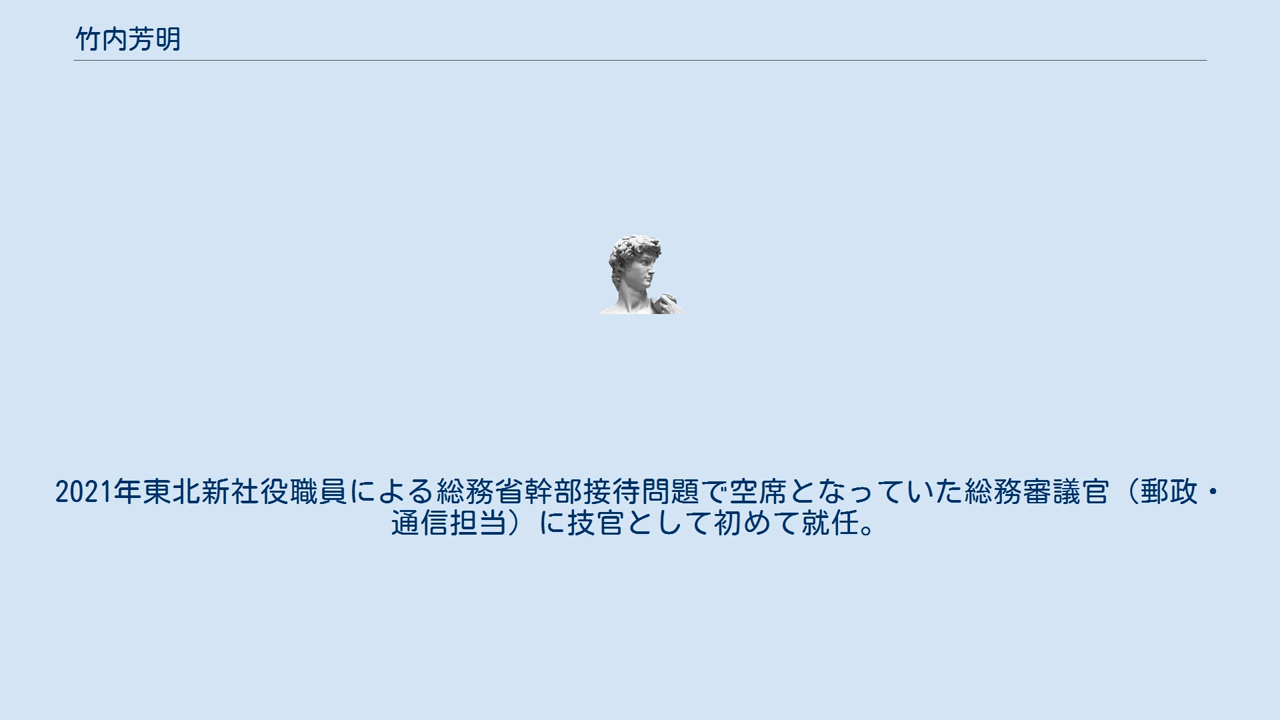 竹内芳明
2021年東北新社役職員による総務省幹部接待問題で空席となっていた総務審議官（郵政・
通信担当）に技官として初めて就任。